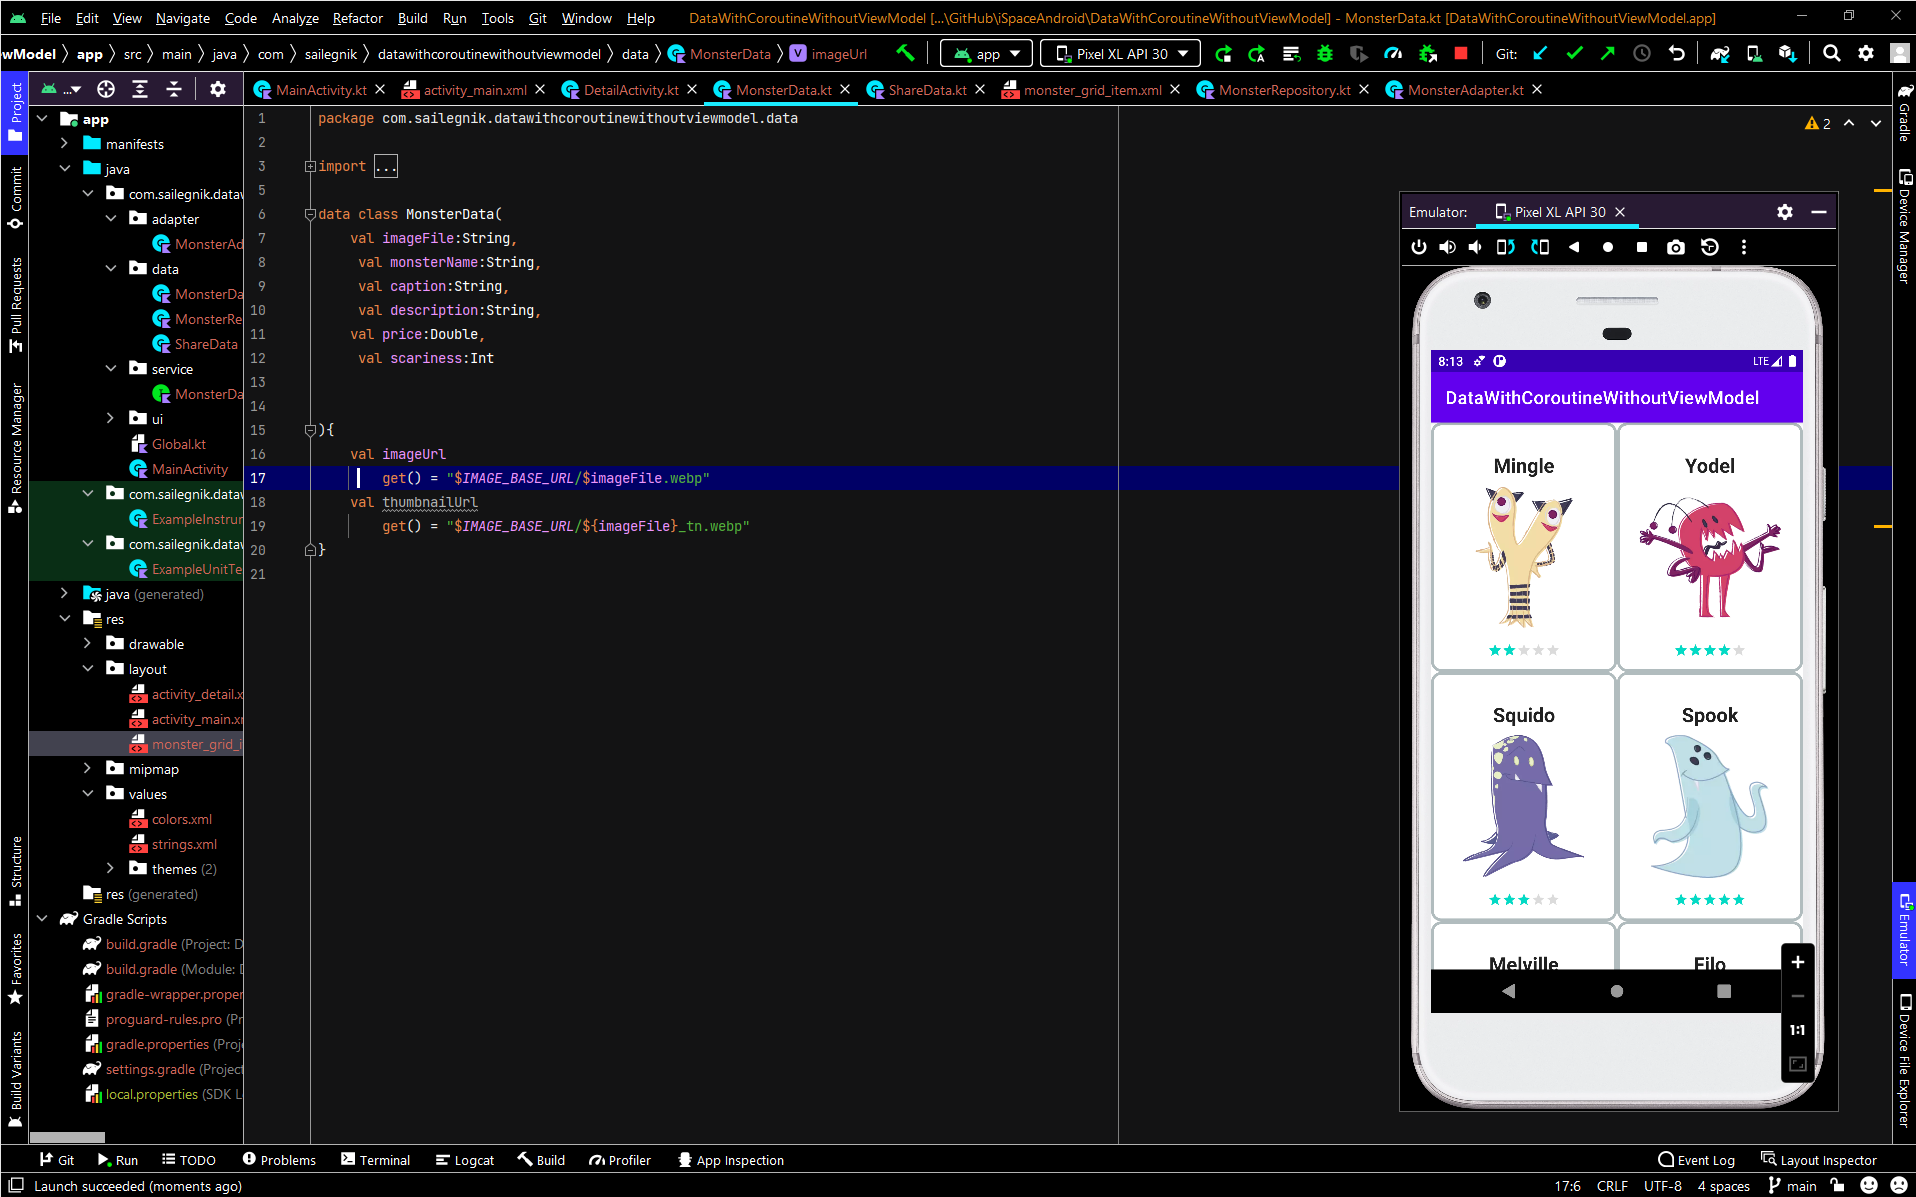 File Edit View Navigate Code Analyze Refactor Build Run Tools Git Window Help DataWithCoroutineWithoutViewModel [...\GitHub\iSpaceAndroid\DataWithCoroutineWithoutViewModel] - MonsterData.kt [DataWithCoroutineWithoutViewModel.app]
ewModel app src main java com sailegnik datawithcoroutinewithoutviewmodel data MonsterData imageUrl app Pixel XL API 30 Git:
... MainActivity.kt activity_main.xml DetailActivity.kt MonsterData.kt ShareData.kt monster_grid_item.xml MonsterRepository.kt MonsterAdapter.kt
Project
Commit
Pull Requests
Resource Manager
Structure
Favorites
Build Variants
app
manifests
java
com.sailegnik.dataw
adapter
MonsterAd
data
MonsterDa
MonsterRe
ShareData
service
MonsterDa
ui
Global.kt
MainActivity
com.sailegnik.dataw
ExampleInstrum
com.sailegnik.dataw
ExampleUnitTe
java (generated)
res
drawable
layout
activity_detail.x
activity_main.xm
monster_grid_i
mipmap
values
colors.xml
strings.xml
themes (2)
res (generated)
Gradle Scripts
build.gradle (Project: D
build.gradle (Module: D
gradle-wrapper.proper
proguard-rules.pro (Pr
gradle.properties (Proj
settings.gradle (Project
local.properties (SDK L
1 package com.sailegnik.datawithcoroutinewithoutviewmodel.data
2
3 import ...
5
6 data class MonsterData(
7 val imageFile:String,
8 val monsterName:String,
9 val caption:String,
10 val description:String,
11 val price:Double,
12 val scariness:Int
13
14
15 ){
16 val imageUrl
17 get() = "$IMAGE_BASE_URL/$imageFile.webp"
18 val thumbnailUrl
19 get() = "$IMAGE_BASE_URL/${imageFile}_tn.webp"
20 }
21
2
Emulator: Pixel XL API 30
8:13 LTE
DataWithCoroutineWithoutViewModel
Mingle Yodel
Squido Spook
Melville Filo
1:1
Gradle
Device Manager
Emulator
Device File Explorer
Git Run TODO Problems Terminal Logcat Build Profiler App Inspection Event Log Layout Inspector
Launch succeeded (moments ago) 17:6 CRLF UTF-8 4 spaces main